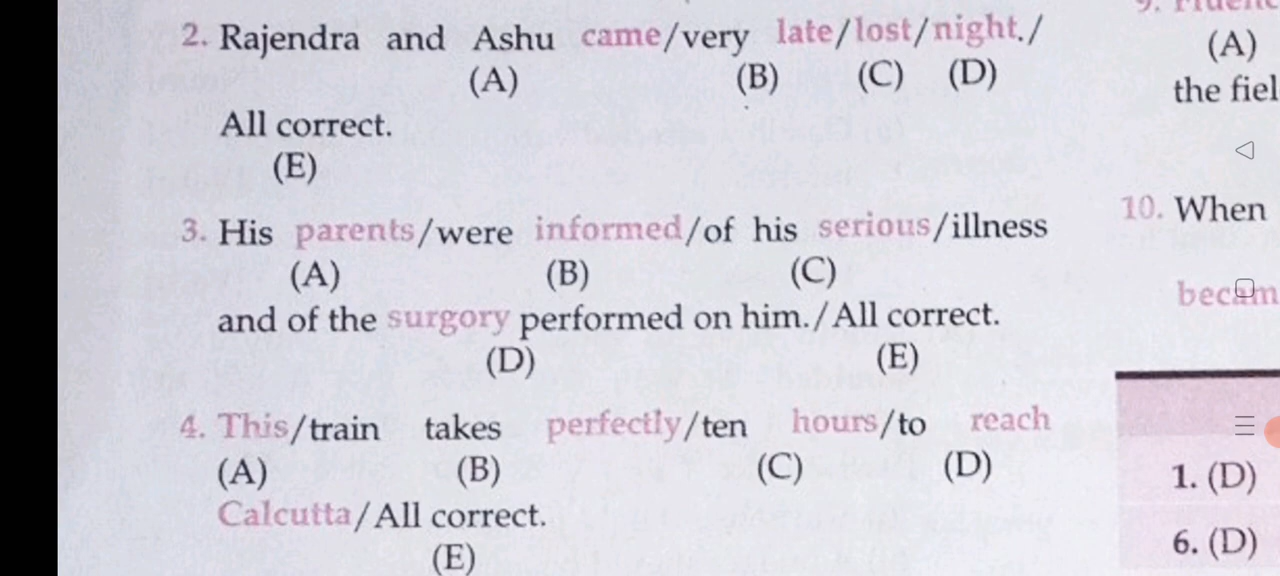 2. Rajendra and Ashu came/very late/lost/night./
(A) (B) (C) (D)
All correct.
(E)
3. His parents/were informed/of his serious/illness
(A) (B) (C)
and of the surgory performed on him./All correct.
(D) (E)
4. This/train takes perfectly/ten hours/to reach
(A) (B) (C) (D)
Calcutta/All correct.
(E)
9.
(A)
the fiel
10. When
becam
1. (D)
6. (D)